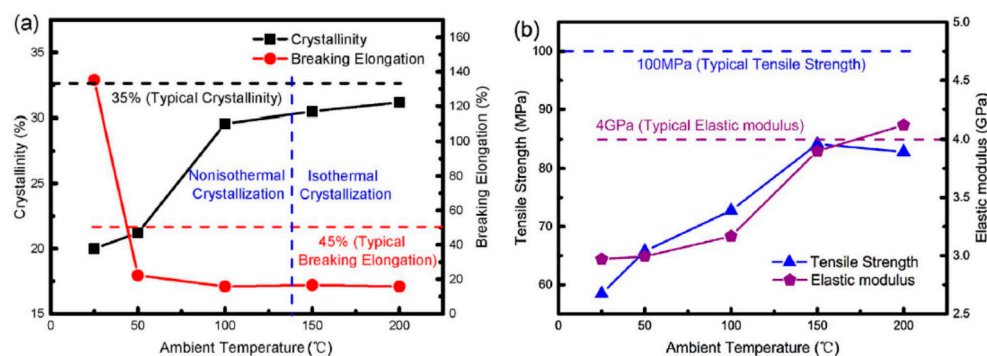 (a)
Crystallinity
Breaking Elongation
35% (Typical Crystallinity)
Nonisothermal
Crystallization
Isothermal
Crystallization
45% (Typical
Breaking Elongation)
Crystallinity (%)
35
30
25
20
15
Breaking Elongation (%)
160
140
120
100
80
60
40
20
0
0 50 100 150 200
Ambient Temperature (℃)
(b)
100MPa (Typical Tensile Strength)
4GPa (Typical Elastic modulus)
Tensile Strength
Elastic modulus
Tensile Strength (MPa)
100
90
80
70
60
Elastic modulus (GPa)
5.0
4.5
4.0
3.5
3.0
2.5
0 50 100 150 200
Ambient Temperature (℃)